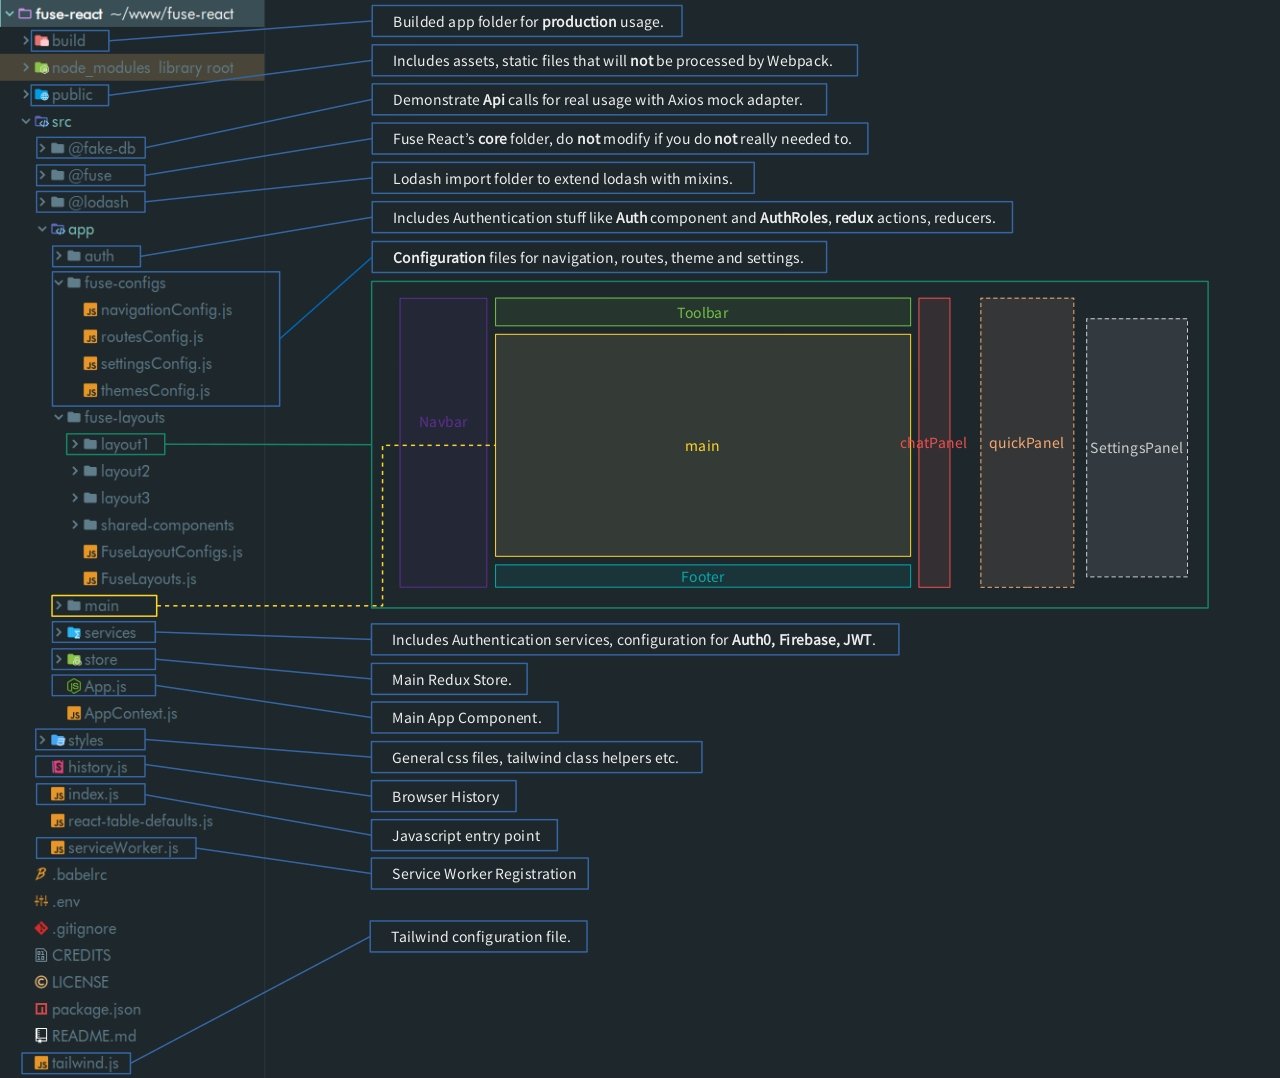 fuse-react ~/www/fuse-react
build
Builded app folder for production usage.
node_modules library root
Includes assets, static files that will not be processed by Webpack.
public
Demonstrate Api calls for real usage with Axios mock adapter.
src
@fake-db
Fuse React's core folder, do not modify if you do not really needed to.
@fuse
Lodash import folder to extend lodash with mixins.
@lodash
Includes Authentication stuff like Auth component and AuthRoles, redux actions, reducers.
app
auth
Configuration files for navigation, routes, theme and settings.
fuse-configs
navigationConfig.js
routesConfig.js
settingsConfig.js
themesConfig.js
fuse-layouts
layout1
layout2
layout3
shared-components
FuseLayoutConfigs.js
FuseLayouts.js
Toolbar
Navbar
main
chatPanel
quickPanel
SettingsPanel
Footer
main
services
Includes Authentication services, configuration for Auth0, Firebase, JWT.
store
Main Redux Store.
App.js
AppContext.js
Main App Component.
styles
General css files, tailwind class helpers etc.
history.js
index.js
Browser History
react-table-defaults.js
Javascript entry point
serviceWorker.js
Service Worker Registration
.babelrc
.env
.gitignore
Tailwind configuration file.
CREDITS
LICENSE
package.json
README.md
tailwind.js